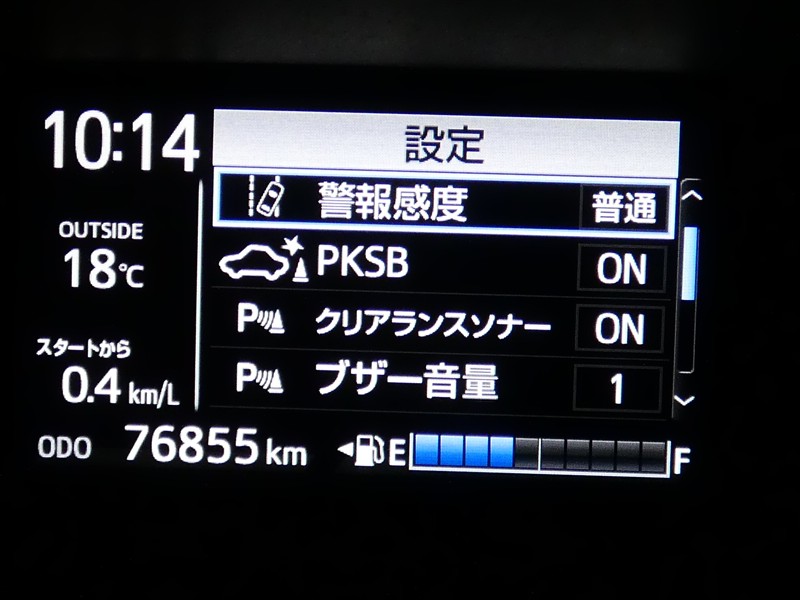 10:14
設定
警報感度 普通
OUTSIDE
18℃
PKSB ON
P クリアランスソナー ON
スタートから
0.4 km/L
P ブザー音量 1
ODO 76855 km
E F